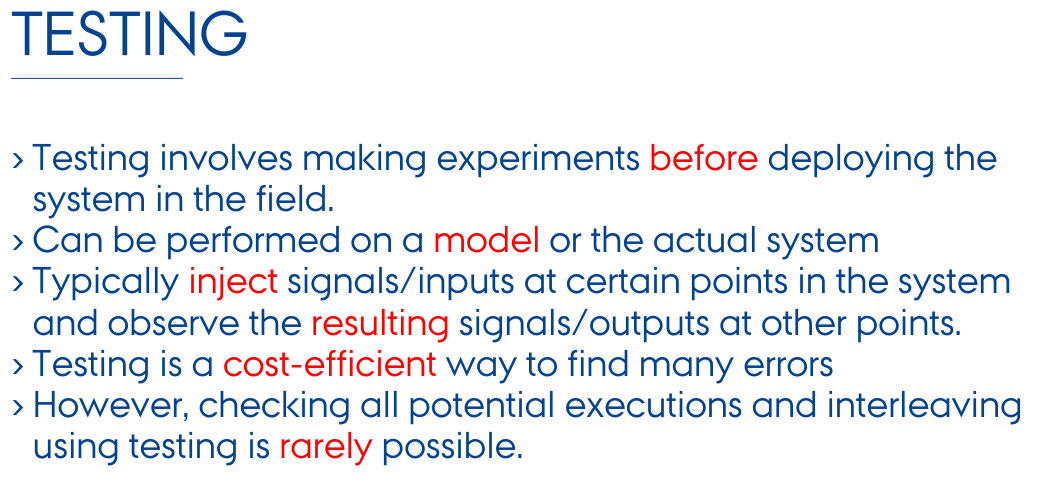 TESTING
› Testing involves making experiments before deploying the
system in the field.
› Can be performed on a model or the actual system
› Typically inject signals/inputs at certain points in the system
and observe the resulting signals/outputs at other points.
› Testing is a cost-efficient way to find many errors
› However, checking all potential executions and interleaving
using testing is rarely possible.